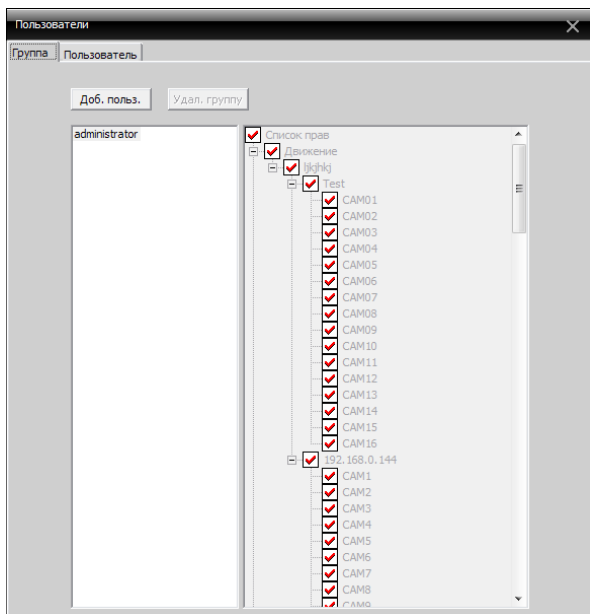 Пользователи
Группа Пользователь
Доб. польз. Удал. группу
administrator
Список прав
Движение
ljkjhkj
Test
CAM01
CAM02
CAM03
CAM04
CAM05
CAM06
CAM07
CAM08
CAM09
CAM10
CAM11
CAM12
CAM13
CAM14
CAM15
CAM16
192.168.0.144
CAM1
CAM2
CAM3
CAM4
CAM5
CAM6
CAM7
CAM8
CAM9